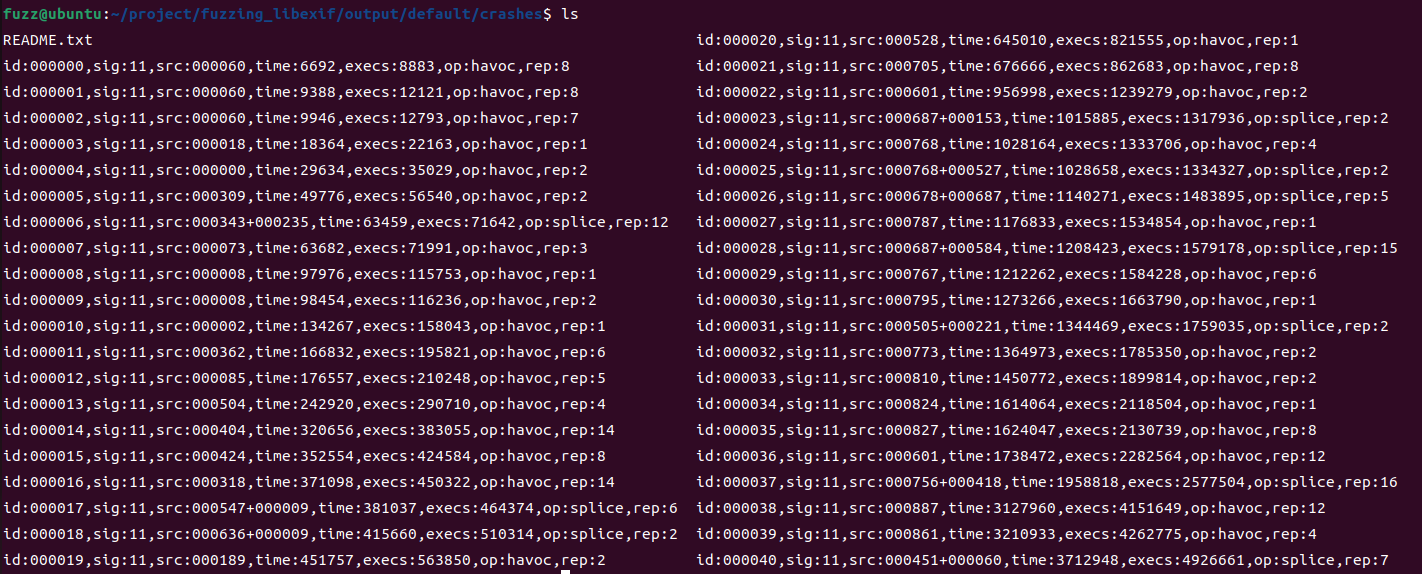 fuzz@ubuntu:~/project/fuzzing_libexif/output/default/crashes$ ls
README.txt
id:000000,sig:11,src:000060,time:6692,execs:8883,op:havoc,rep:8
id:000001,sig:11,src:000060,time:9388,execs:12121,op:havoc,rep:8
id:000002,sig:11,src:000060,time:9946,execs:12793,op:havoc,rep:7
id:000003,sig:11,src:000018,time:18364,execs:22163,op:havoc,rep:1
id:000004,sig:11,src:000000,time:29634,execs:35029,op:havoc,rep:2
id:000005,sig:11,src:000309,time:49776,execs:56540,op:havoc,rep:2
id:000006,sig:11,src:000343+000235,time:63459,execs:71642,op:splice,rep:12
id:000007,sig:11,src:000073,time:63682,execs:71991,op:havoc,rep:3
id:000008,sig:11,src:000008,time:97976,execs:115753,op:havoc,rep:1
id:000009,sig:11,src:000008,time:98454,execs:116236,op:havoc,rep:2
id:000010,sig:11,src:000002,time:134267,execs:158043,op:havoc,rep:1
id:000011,sig:11,src:000362,time:166832,execs:195821,op:havoc,rep:6
id:000012,sig:11,src:000085,time:176557,execs:210248,op:havoc,rep:5
id:000013,sig:11,src:000504,time:242920,execs:290710,op:havoc,rep:4
id:000014,sig:11,src:000404,time:320656,execs:383055,op:havoc,rep:14
id:000015,sig:11,src:000424,time:352554,execs:424584,op:havoc,rep:8
id:000016,sig:11,src:000318,time:371098,execs:450322,op:havoc,rep:14
id:000017,sig:11,src:000547+000009,time:381037,execs:464374,op:splice,rep:6
id:000018,sig:11,src:000636+000009,time:415660,execs:510314,op:splice,rep:2
id:000019,sig:11,src:000189,time:451757,execs:563850,op:havoc,rep:2
id:000020,sig:11,src:000528,time:645010,execs:821555,op:havoc,rep:1
id:000021,sig:11,src:000705,time:676666,execs:862683,op:havoc,rep:8
id:000022,sig:11,src:000601,time:956998,execs:1239279,op:havoc,rep:2
id:000023,sig:11,src:000687+000153,time:1015885,execs:1317936,op:splice,rep:2
id:000024,sig:11,src:000768,time:1028164,execs:1333706,op:havoc,rep:4
id:000025,sig:11,src:000768+000527,time:1028658,execs:1334327,op:splice,rep:2
id:000026,sig:11,src:000678+000687,time:1140271,execs:1483895,op:splice,rep:5
id:000027,sig:11,src:000787,time:1176833,execs:1534854,op:havoc,rep:1
id:000028,sig:11,src:000687+000584,time:1208423,execs:1579178,op:splice,rep:15
id:000029,sig:11,src:000767,time:1212262,execs:1584228,op:havoc,rep:6
id:000030,sig:11,src:000795,time:1273266,execs:1663790,op:havoc,rep:1
id:000031,sig:11,src:000505+000221,time:1344469,execs:1759035,op:splice,rep:2
id:000032,sig:11,src:000773,time:1364973,execs:1785350,op:havoc,rep:2
id:000033,sig:11,src:000810,time:1450772,execs:1899814,op:havoc,rep:2
id:000034,sig:11,src:000824,time:1614064,execs:2118504,op:havoc,rep:1
id:000035,sig:11,src:000827,time:1624047,execs:2130739,op:havoc,rep:8
id:000036,sig:11,src:000601,time:1738472,execs:2282564,op:havoc,rep:12
id:000037,sig:11,src:000756+000418,time:1958818,execs:2577504,op:splice,rep:16
id:000038,sig:11,src:000887,time:3127960,execs:4151649,op:havoc,rep:12
id:000039,sig:11,src:000861,time:3210933,execs:4262775,op:havoc,rep:4
id:000040,sig:11,src:000451+000060,time:3712948,execs:4926661,op:splice,rep:7